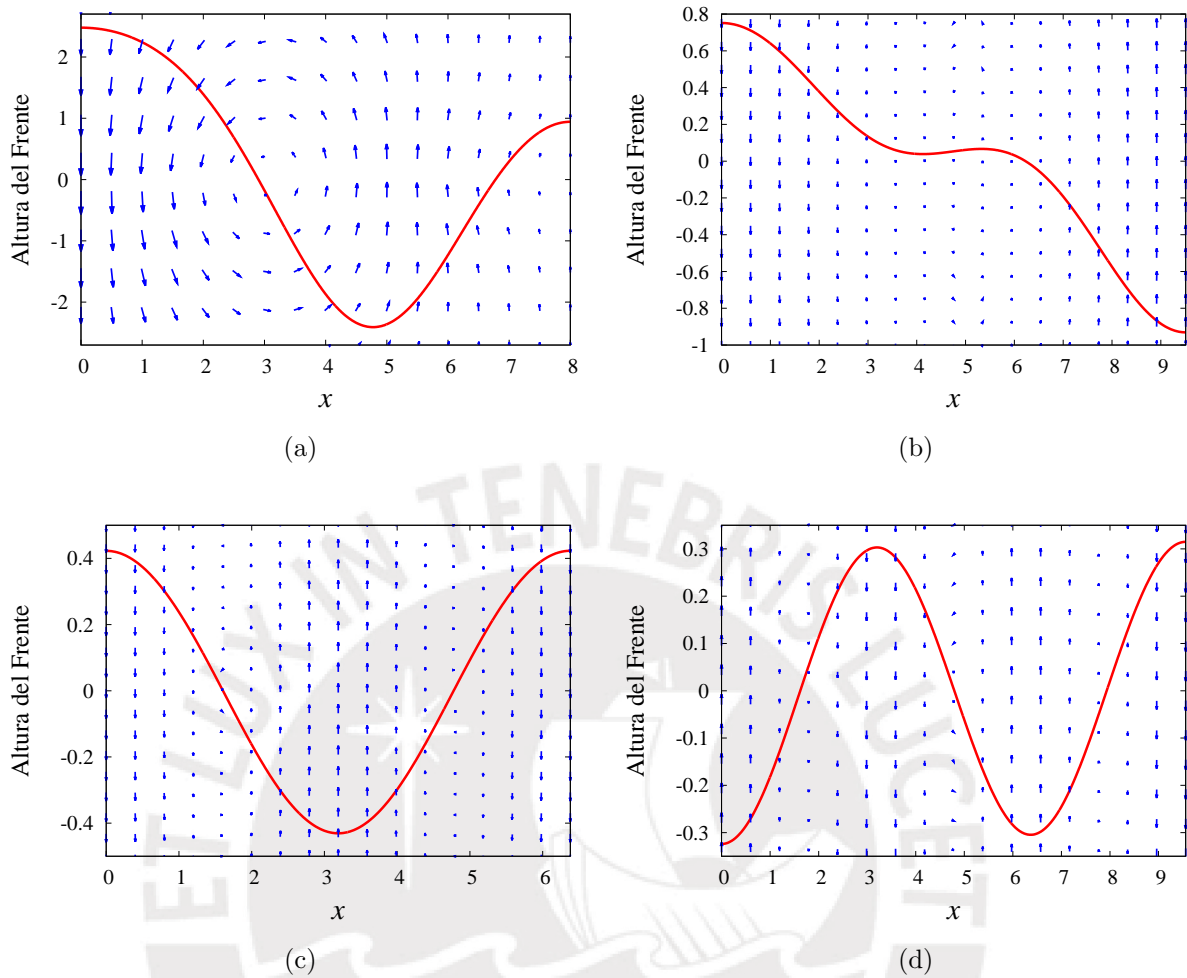 Altura del Frente
2
1
0
-1
-2
0 1 2 3 4 5 6 7 8
x
(a)
Altura del Frente
0.8
0.6
0.4
0.2
0
-0.2
-0.4
-0.6
-0.8
-1
0 1 2 3 4 5 6 7 8 9
x
(b)
Altura del Frente
0.4
0.2
0
-0.2
-0.4
0 1 2 3 4 5 6
x
(c)
Altura del Frente
0.3
0.2
0.1
0
-0.1
-0.2
-0.3
0 1 2 3 4 5 6 7 8 9
x
(d)
ET LUX IN TENEBRIS LUCET